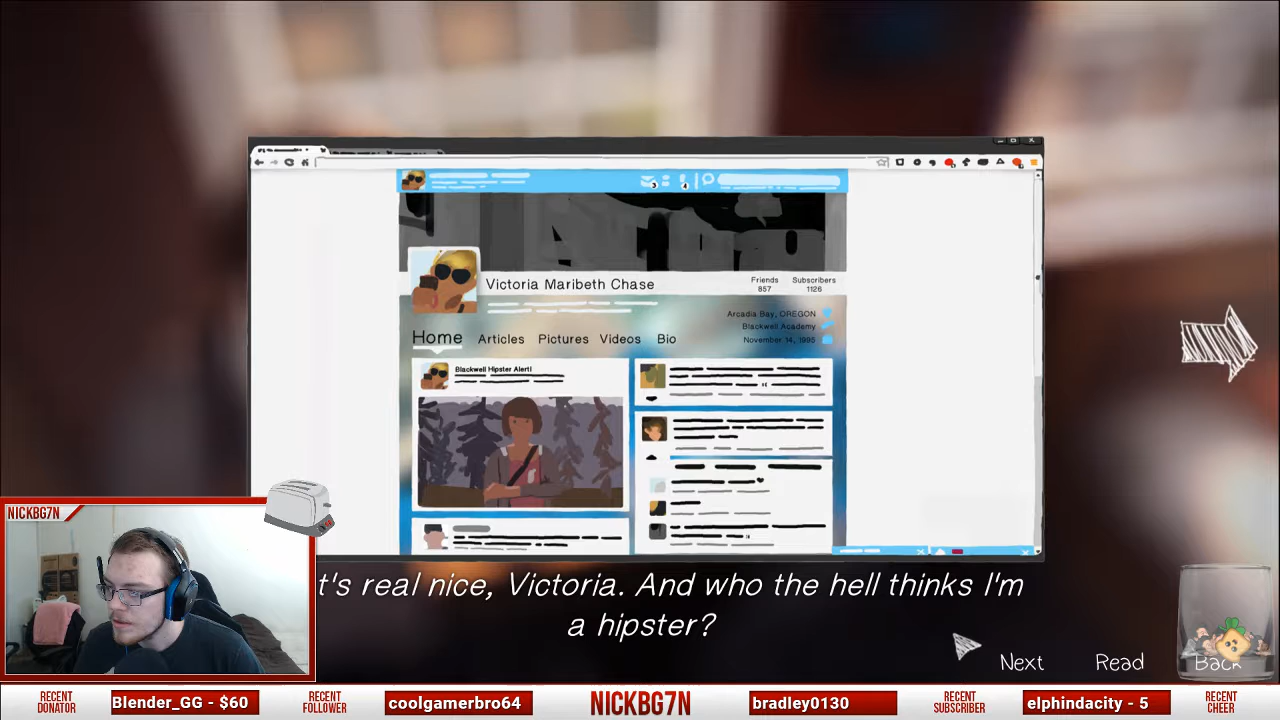 3
4
Victoria Maribeth Chase
Friends
857
Subscribers
1126
Arcadia Bay, OREGON
Blackwell Academy
November 14, 1995
Home Articles Pictures Videos Bio
Blackwell Hipster Alert!
NICKBG7N
t's real nice, Victoria. And who the hell thinks I'm
a hipster?
Next Read Back
RECENT
DONATOR
Blender_GG - $60
RECENT
FOLLOWER
coolgamerbro64
NICKBG7N
bradley0130
RECENT
SUBSCRIBER
elphindacity - 5
RECENT
CHEER